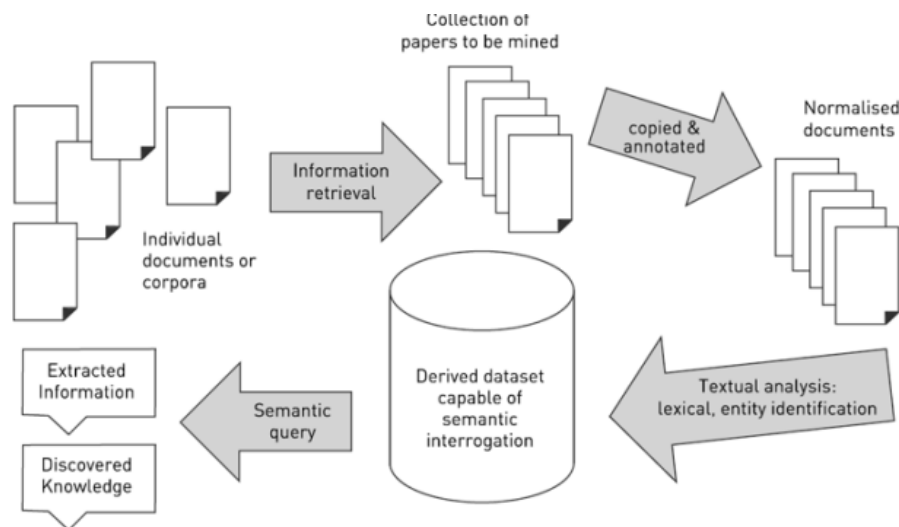 Collection of
papers to be mined
Information
retrieval
copied &
annotated
Normalised
documents
Individual
documents or
corpora
Textual analysis:
lexical, entity identification
Derived dataset
capable of
semantic
interrogation
Semantic
query
Extracted
Information
Discovered
Knowledge